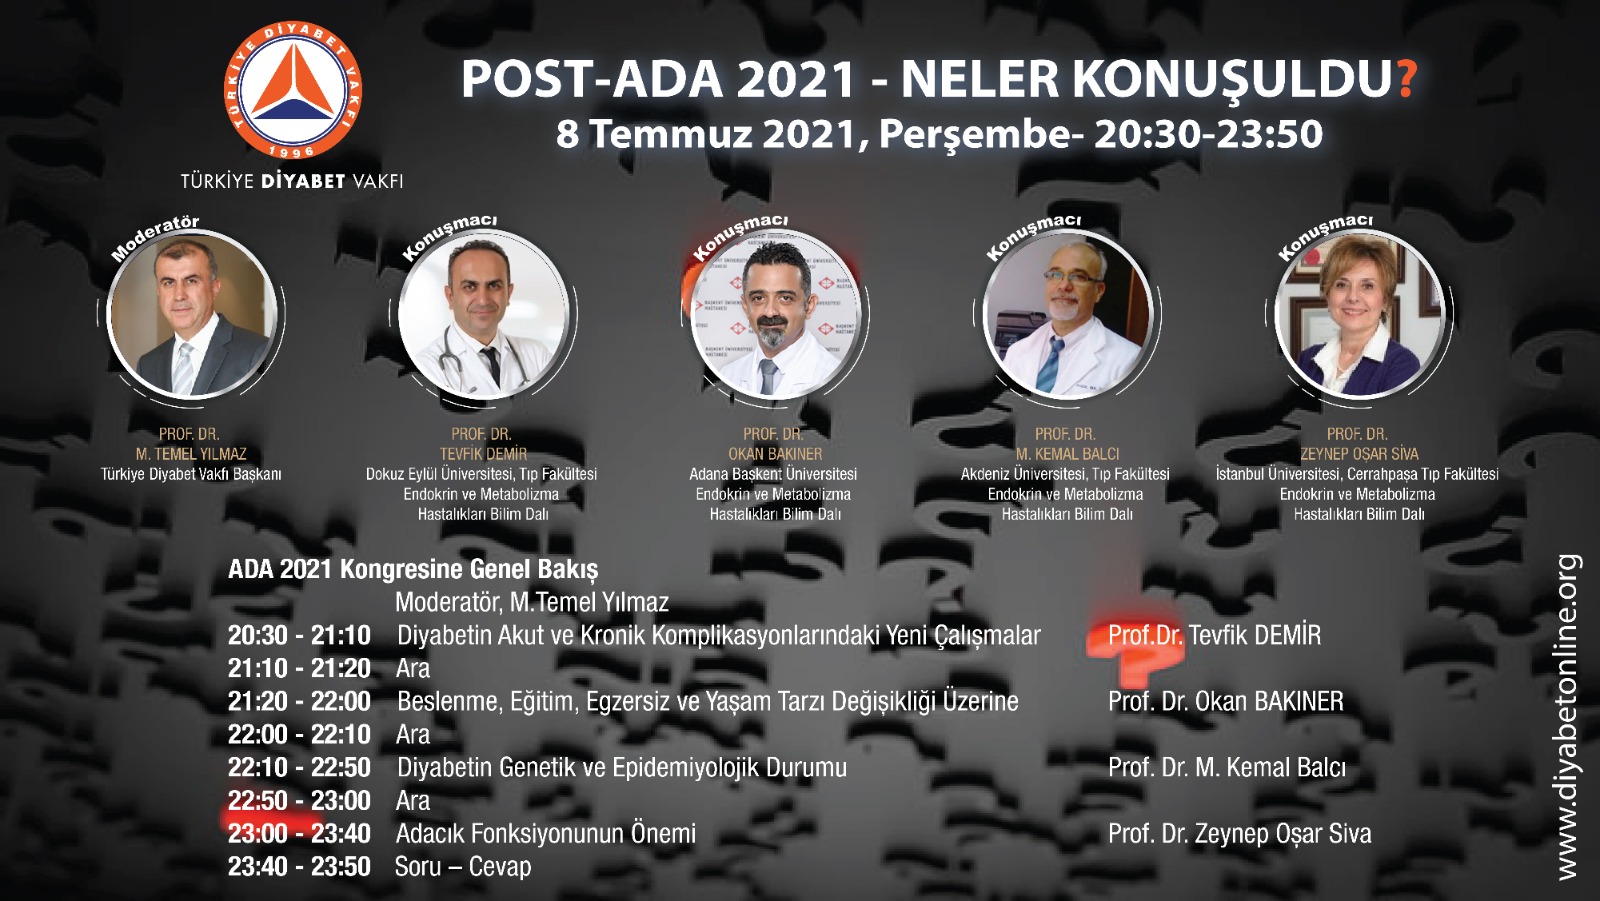 TÜRKİYE DİYABET VAKFI
1996
TÜRKİYE DİYABET VAKFI
POST-ADA 2021 - NELER KONUŞULDU?
8 Temmuz 2021, Perşembe- 20:30-23:50
Moderatör
PROF. DR.
M. TEMEL YILMAZ
Türkiye Diyabet Vakfı Başkanı
Konuşmacı
PROF. DR.
TEVFİK DEMİR
Dokuz Eylül Üniversitesi, Tıp Fakültesi
Endokrin ve Metabolizma
Hastalıkları Bilim Dalı
Konuşmacı
PROF. DR.
OKAN BAKINER
Adana Başkent Üniversitesi
Endokrin ve Metabolizma
Hastalıkları Bilim Dalı
Konuşmacı
PROF. DR.
M. KEMAL BALCI
Akdeniz Üniversitesi, Tıp Fakültesi
Endokrin ve Metabolizma
Hastalıkları Bilim Dalı
Konuşmacı
PROF. DR.
ZEYNEP OŞAR SİVA
İstanbul Üniversitesi, Cerrahpaşa Tıp Fakültesi
Endokrin ve Metabolizma
Hastalıkları Bilim Dalı
ADA 2021 Kongresine Genel Bakış
Moderatör, M.Temel Yılmaz
20:30 - 21:10 Diyabetin Akut ve Kronik Komplikasyonlarındaki Yeni Çalışmalar Prof.Dr. Tevfik DEMİR
21:10 - 21:20 Ara
21:20 - 22:00 Beslenme, Eğitim, Egzersiz ve Yaşam Tarzı Değişikliği Üzerine Prof. Dr. Okan BAKINER
22:00 - 22:10 Ara
22:10 - 22:50 Diyabetin Genetik ve Epidemiyolojik Durumu Prof. Dr. M. Kemal Balcı
22:50 - 23:00 Ara
23:00 - 23:40 Adacık Fonksiyonunun Önemi Prof. Dr. Zeynep Oşar Siva
23:40 - 23:50 Soru – Cevap
www.diyabetonline.org